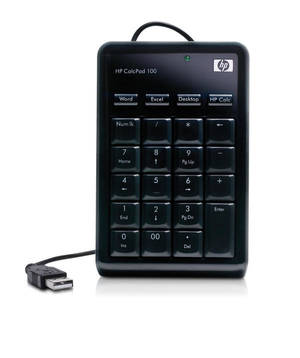 hp
HP CalcPad 100
Word Excel Desktop HP Calc
Num lk / * ←
7 8 9 -
Home ↑ Pg Up
4 5 6 +
← →
1 2 3 Enter
End ↓ Pg Dn
0 00 .
Ins Del